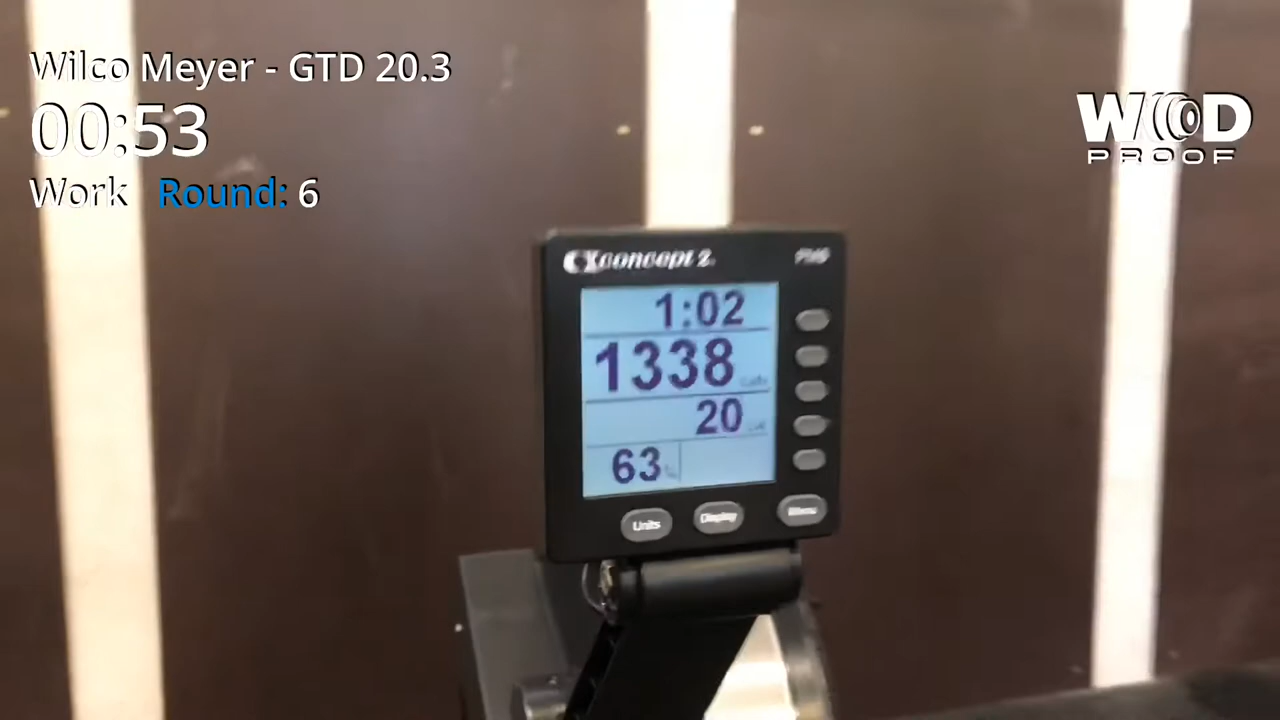 Wilco Meyer - GTD 20.3
00:53
Work Round: 6
WOD
PROOF
concept 2
1:02
1338
20
63
Units
Display
Menu